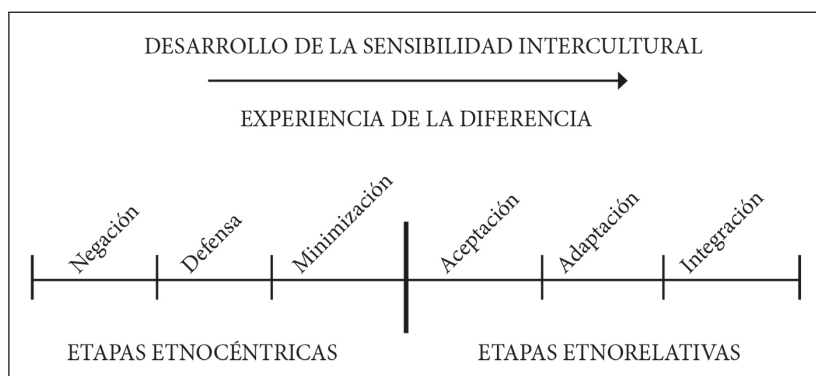 DESARROLLO DE LA SENSIBILIDAD INTERCULTURAL
EXPERIENCIA DE LA DIFERENCIA
Negación
Defensa
Minimización
Aceptación
Adaptación
Integración
ETAPAS ETNOCÉNTRICAS
ETAPAS ETNORELATIVAS